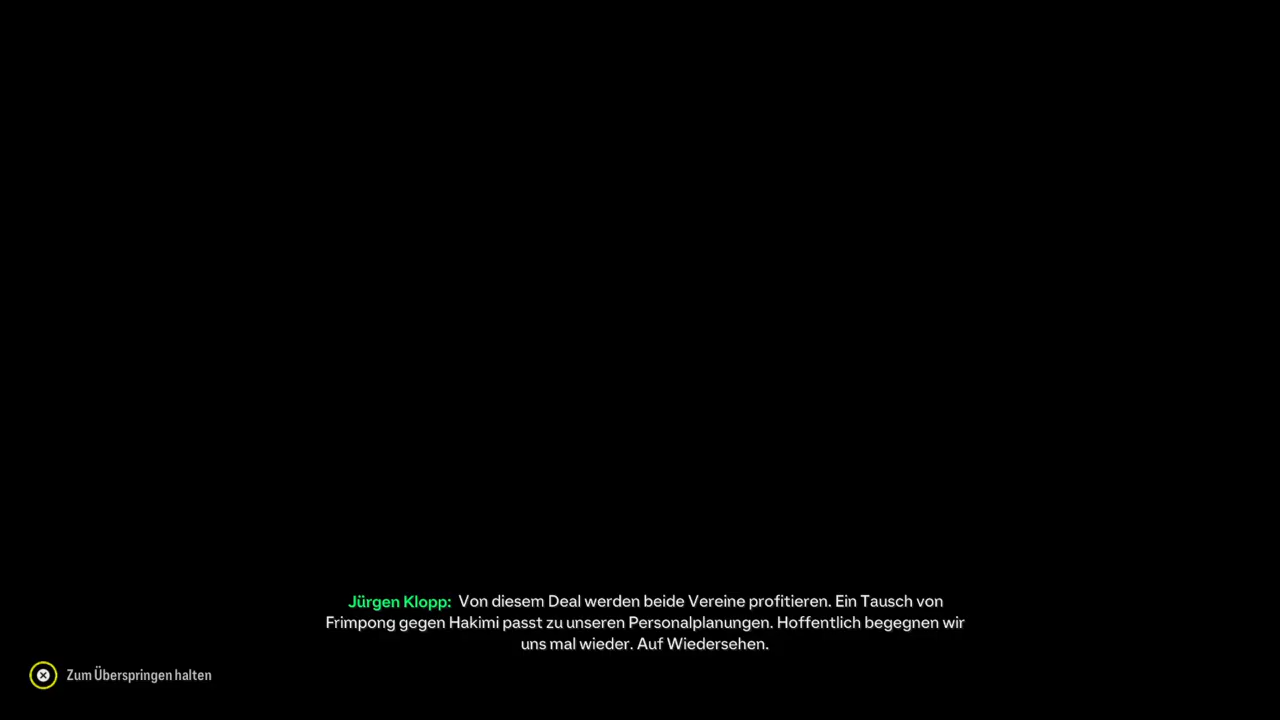 Jürgen Klopp: Von diesem Deal werden beide Vereine profitieren. Ein Tausch von
Frimpong gegen Hakimi passt zu unseren Personalplanungen. Hoffentlich begegnen wir
uns mal wieder. Auf Wiedersehen.
Zum Überspringen halten